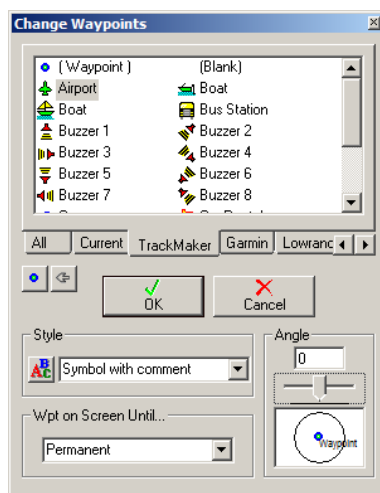 Change Waypoints
( Waypoint ) (Blank)
Airport Boat
Boat Bus Station
Buzzer 1 Buzzer 2
Buzzer 3 Buzzer 4
Buzzer 5 Buzzer 6
Buzzer 7 Buzzer 8
All Current TrackMaker Garmin Lowranc
OK Cancel
Style Angle
0
ABC Symbol with comment
Wpt on Screen Until...
Permanent Waypoint